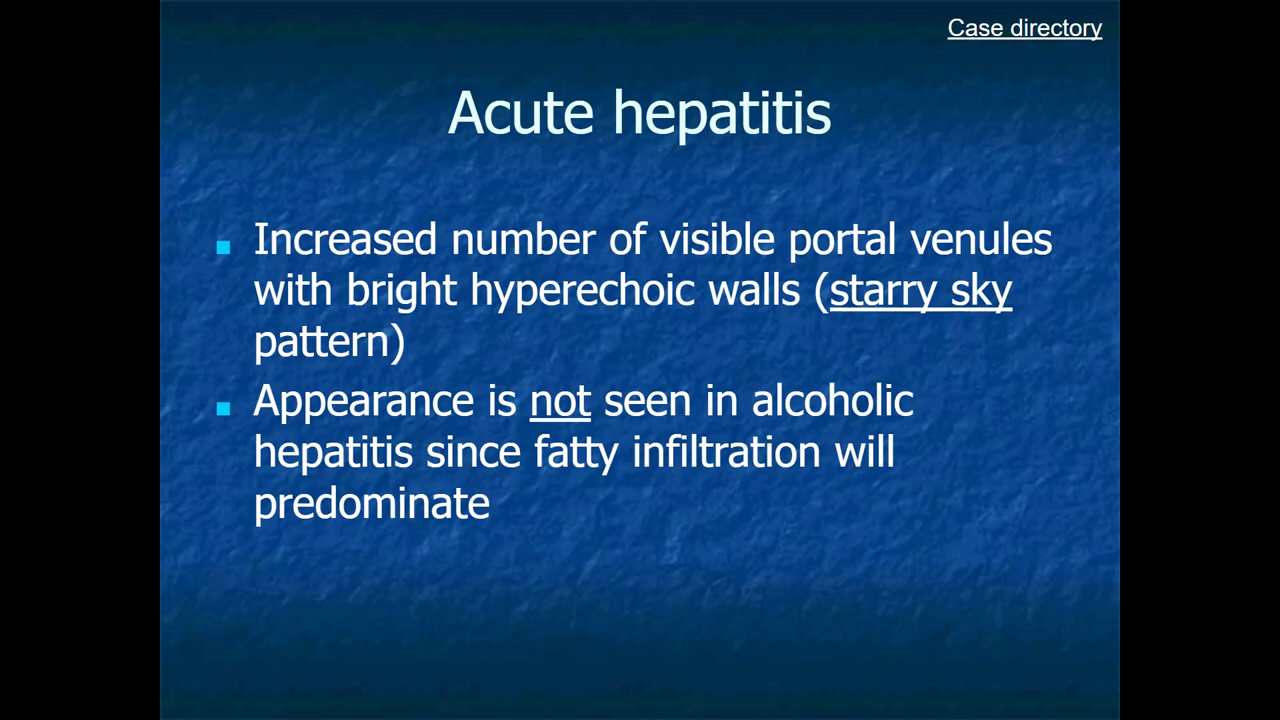 Case directory
Acute hepatitis
Increased number of visible portal venules
with bright hyperechoic walls (starry sky
pattern)
Appearance is not seen in alcoholic
hepatitis since fatty infiltration will
predominate